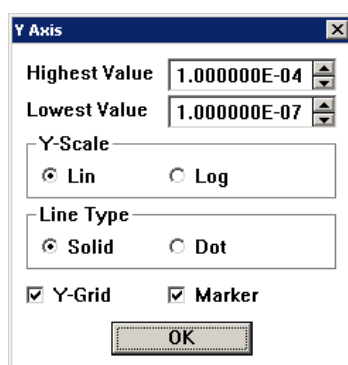 Y Axis
Highest Value 1.000000E-04
Lowest Value 1.000000E-07
Y-Scale
Lin Log
Line Type
Solid Dot
Y-Grid Marker
OK